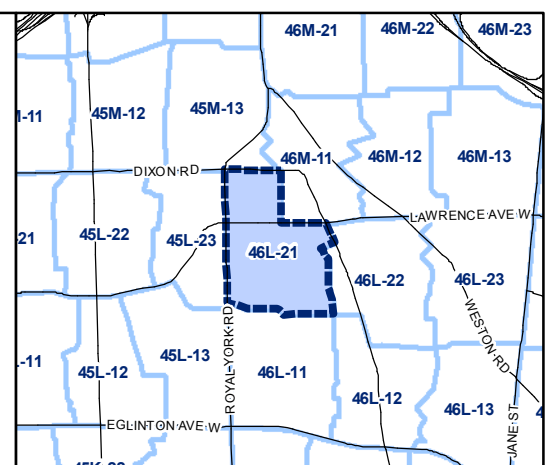 46M-21
46M-22
46M-23
45M-12
45M-13
46M-11
46M-12
46M-13
DIXON RD
LAWRENCE AVE W
21
45L-22
45L-23
46L-21
46L-22
46L-23
WESTON RD
ROYAL YORK RD
-11
45L-12
45L-13
46L-11
46L-12
46L-13
JANE ST
EGLINTON AVE W